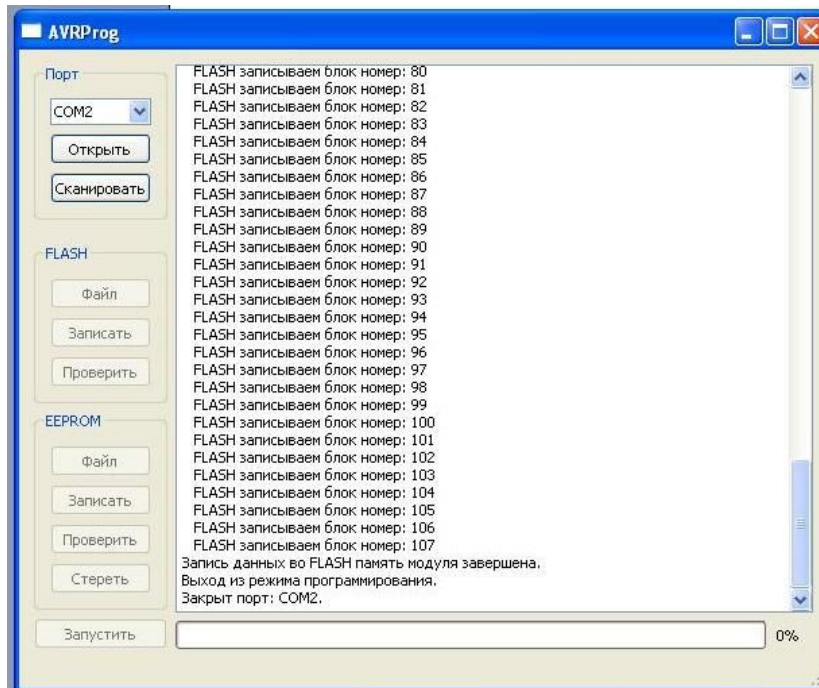 AVRProg
Порт
COM2
Открыть
Сканировать
FLASH
Файл
Записать
Проверить
EEPROM
Файл
Записать
Проверить
Стереть
Запустить
FLASH записываем блок номер: 80
FLASH записываем блок номер: 81
FLASH записываем блок номер: 82
FLASH записываем блок номер: 83
FLASH записываем блок номер: 84
FLASH записываем блок номер: 85
FLASH записываем блок номер: 86
FLASH записываем блок номер: 87
FLASH записываем блок номер: 88
FLASH записываем блок номер: 89
FLASH записываем блок номер: 90
FLASH записываем блок номер: 91
FLASH записываем блок номер: 92
FLASH записываем блок номер: 93
FLASH записываем блок номер: 94
FLASH записываем блок номер: 95
FLASH записываем блок номер: 96
FLASH записываем блок номер: 97
FLASH записываем блок номер: 98
FLASH записываем блок номер: 99
FLASH записываем блок номер: 100
FLASH записываем блок номер: 101
FLASH записываем блок номер: 102
FLASH записываем блок номер: 103
FLASH записываем блок номер: 104
FLASH записываем блок номер: 105
FLASH записываем блок номер: 106
FLASH записываем блок номер: 107
Запись данных во FLASH память модуля завершена.
Выход из режима программирования.
Закрыт порт: COM2.
0%